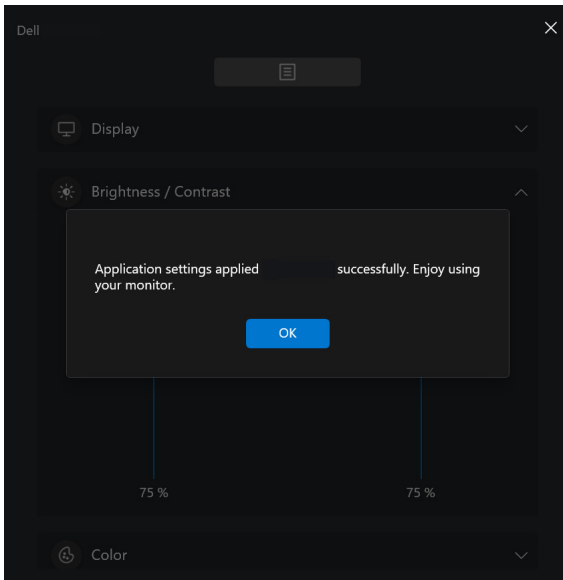 Dell
Display
Brightness / Contrast
Application settings applied successfully. Enjoy using
your monitor.
OK
75 % 75 %
Color